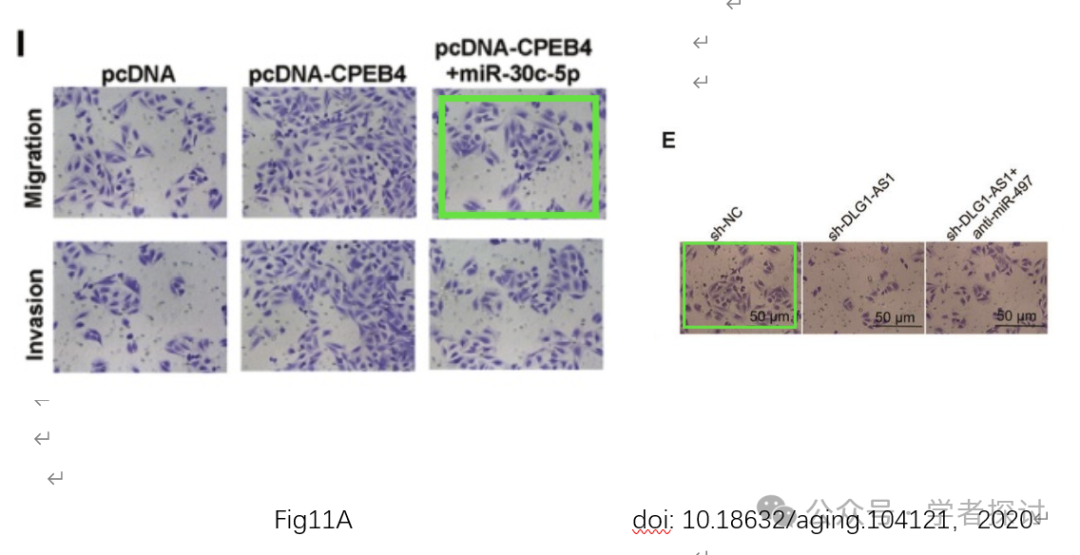 I
pcDNA
pcDNA-CPEB4
pcDNA-CPEB4
+miR-30c-5p
Migration
Invasion
E
sh-NC
sh-DLG1-AS1
sh-DLG1-AS1+
anti-miR-497
50 μm
50 μm
50 μm
Fig11A
doi: 10.18632/aging.104121, 2020
公众号·学者探讨